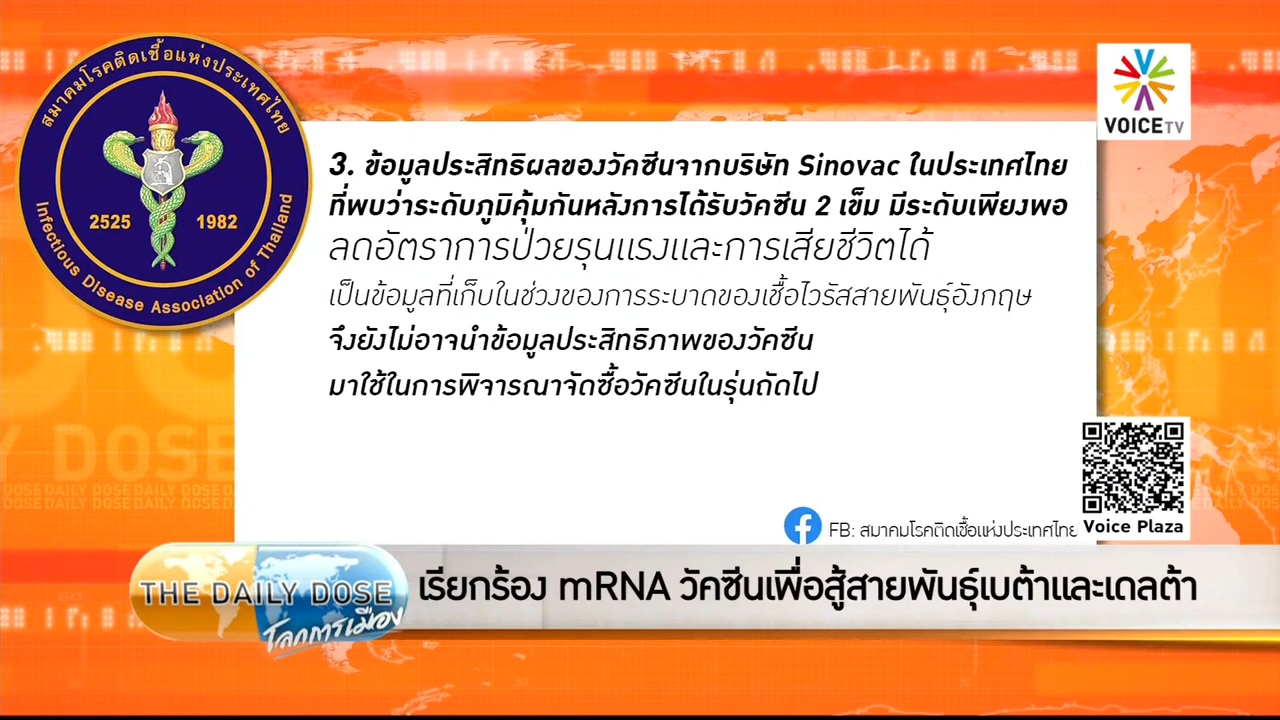 สมาคมโรคติดเชื้อแห่งประเทศไทย
2525 1982
Infectious Disease Association of Thailand
VOICE TV
3. ข้อมูลประสิทธิผลของวัคซีนจากบริษัท Sinovac ในประเทศไทย
ที่พบว่าระดับภูมิคุ้มกันหลังการได้รับวัคซีน 2 เข็ม มีระดับเพียงพอ
ลดอัตราการป่วยรุนแรงและการเสียชีวิตได้
เป็นข้อมูลที่เก็บในช่วงของการระบาดของเชื้อไวรัสสายพันธุ์อังกฤษ
จึงยังไม่อาจนำข้อมูลประสิทธิภาพของวัคซีน
มาใช้ในการพิจารณาจัดซื้อวัคซีนในรุ่นถัดไป
Y DOSE
DAILY DOSE DAILY DOSE
DAILY DOSE DAILY DOSE
FB: สมาคมโรคติดเชื้อแห่งประเทศไทย
Voice Plaza
THE DAILY DOSE
โลกการเมือง
เรียกร้อง mRNA วัคซีนเพื่อสู้สายพันธุ์เบต้าและเดลต้า